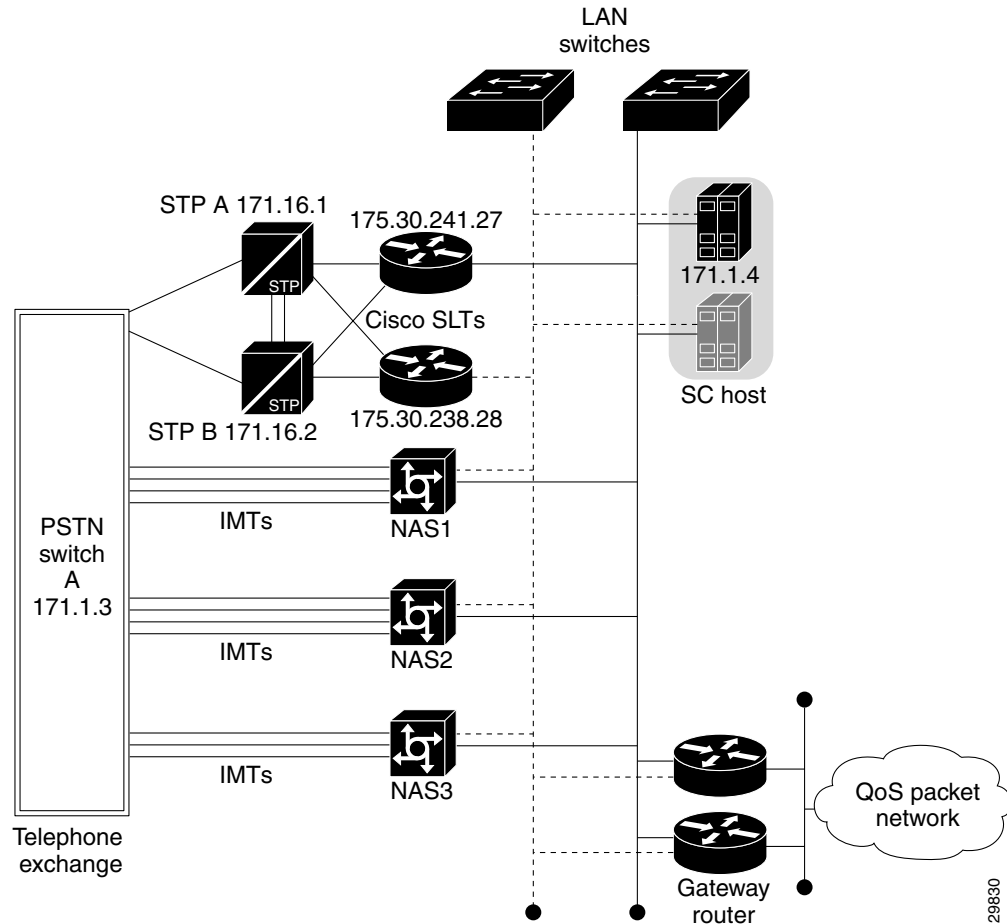 LAN
switches
STP A 171.16.1
175.30.241.27
STP
171.1.4
Cisco SLTs
STP
SC host
STP B 171.16.2
175.30.238.28
IMTs
NAS1
PSTN
switch
A
171.1.3
IMTs
NAS2
IMTs
NAS3
QoS packet
network
Telephone
exchange
Gateway
router
29830